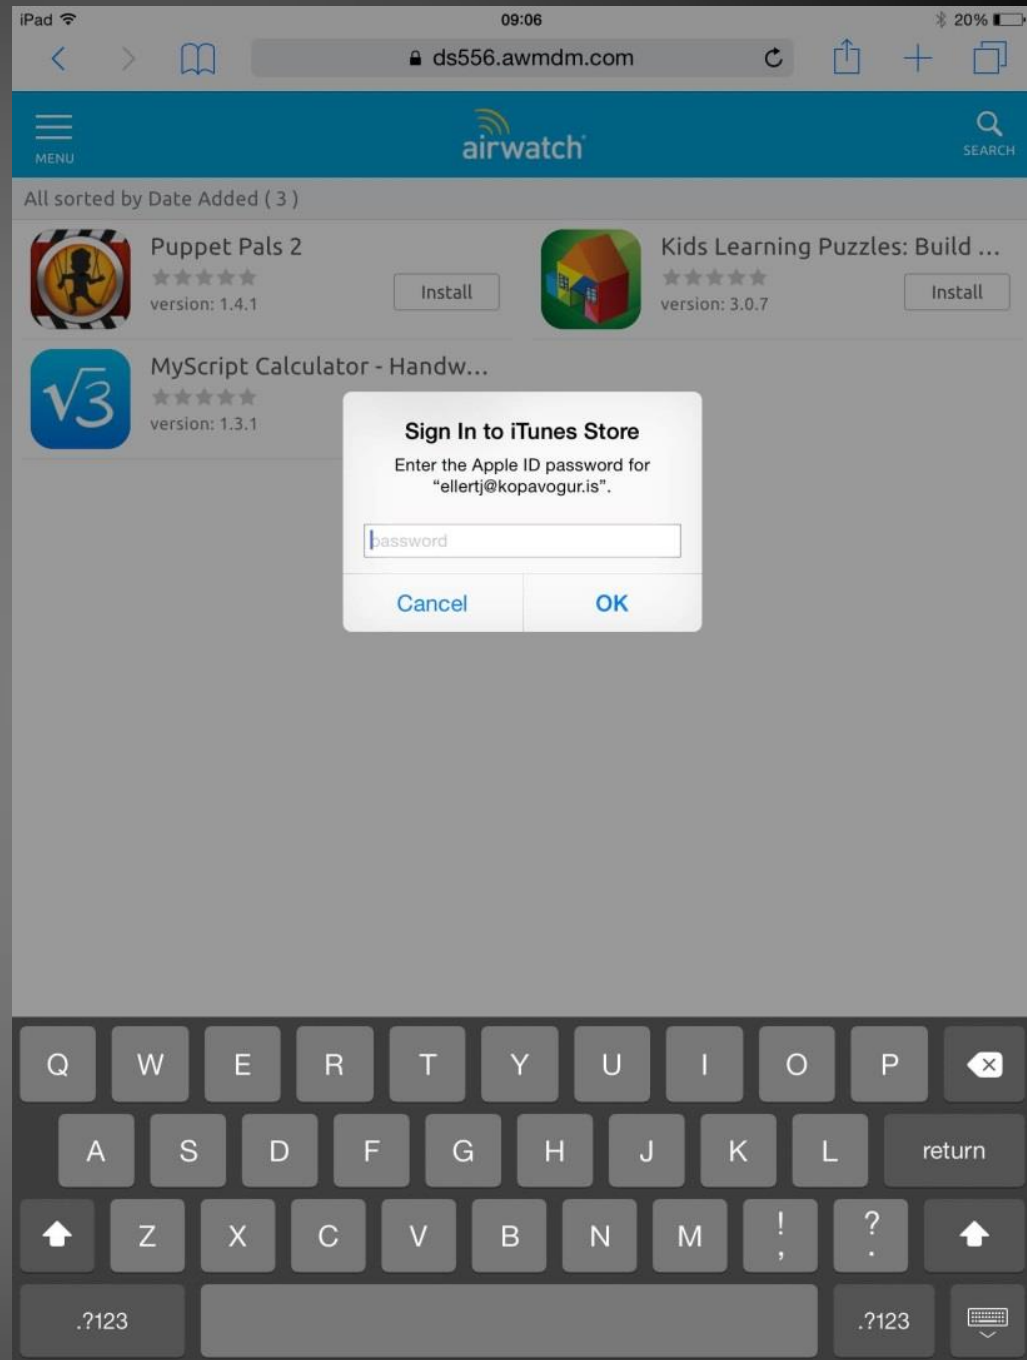 iPad 09:06 20%
ds556.awmdm.com
MENU airwatch SEARCH
All sorted by Date Added ( 3 )
Puppet Pals 2
version: 1.4.1
Install
Kids Learning Puzzles: Build ...
version: 3.0.7
Install
√3
MyScript Calculator - Handw...
version: 1.3.1
Sign In to iTunes Store
Enter the Apple ID password for
“ellertj@kopavogur.is”.
password
Cancel OK
Q W E R T Y U I O P
A S D F G H J K L return
Z X C V B N M ! , ? .
.?123 .?123